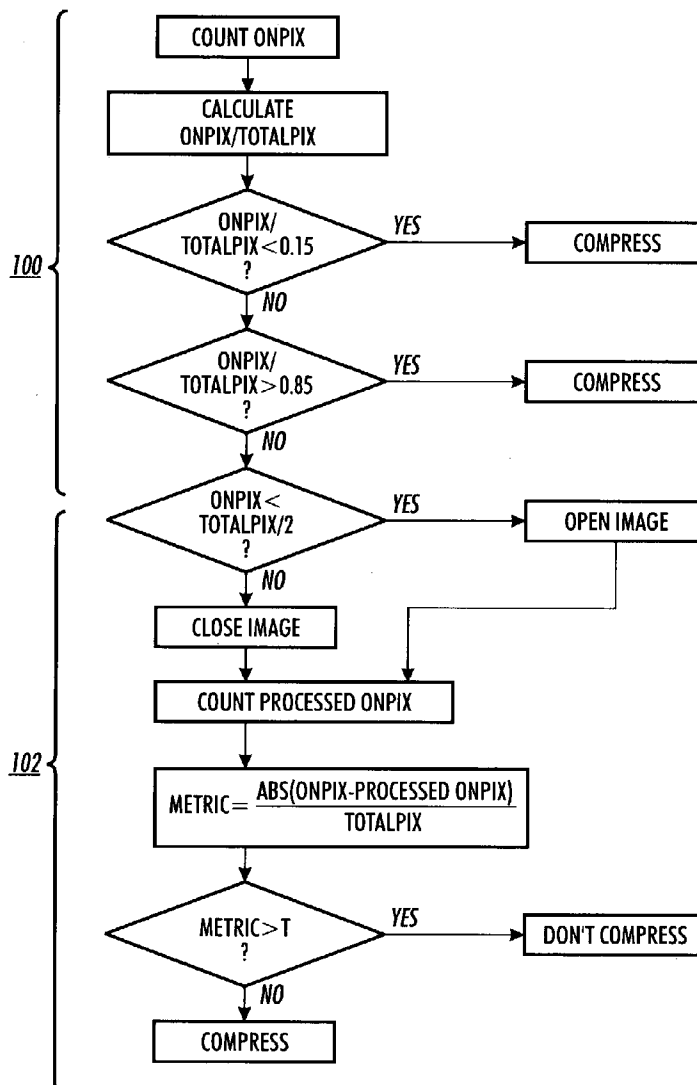 COUNT ONPIX
CALCULATE
ONPIX/TOTALPIX
ONPIX/
TOTALPIX<0.15
?
YES
COMPRESS
100
NO
ONPIX/
TOTALPIX>0.85
?
YES
COMPRESS
NO
ONPIX<
TOTALPIX/2
?
YES
OPEN IMAGE
NO
CLOSE IMAGE
COUNT PROCESSED ONPIX
102
METRIC= ABS(ONPIX-PROCESSED ONPIX)
TOTALPIX
METRIC>T
?
YES
DON'T COMPRESS
NO
COMPRESS